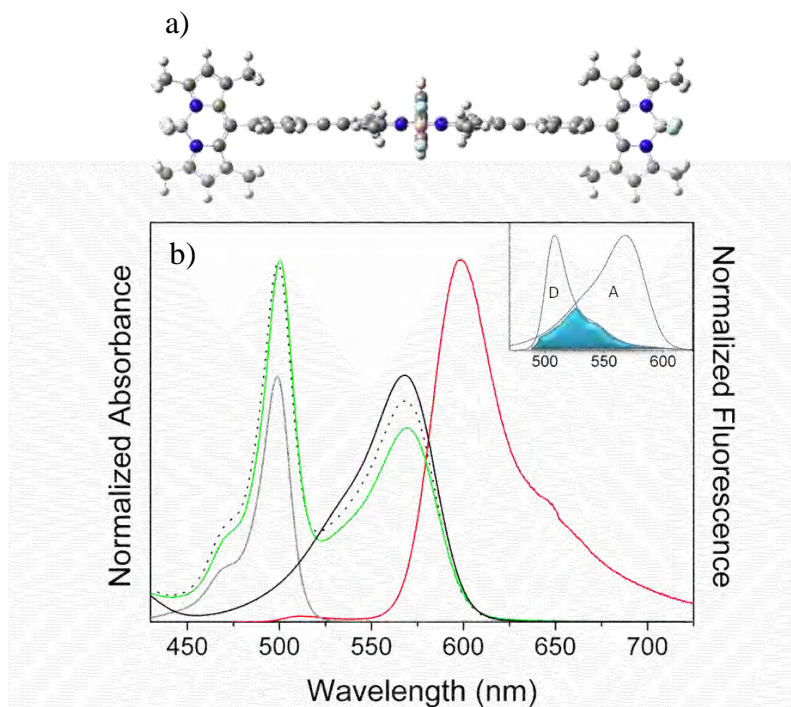 a)
b)
Normalized Absorbance
Normalized Fluorescence
D
A
500 550 600
450 500 550 600 650 700
Wavelength (nm)